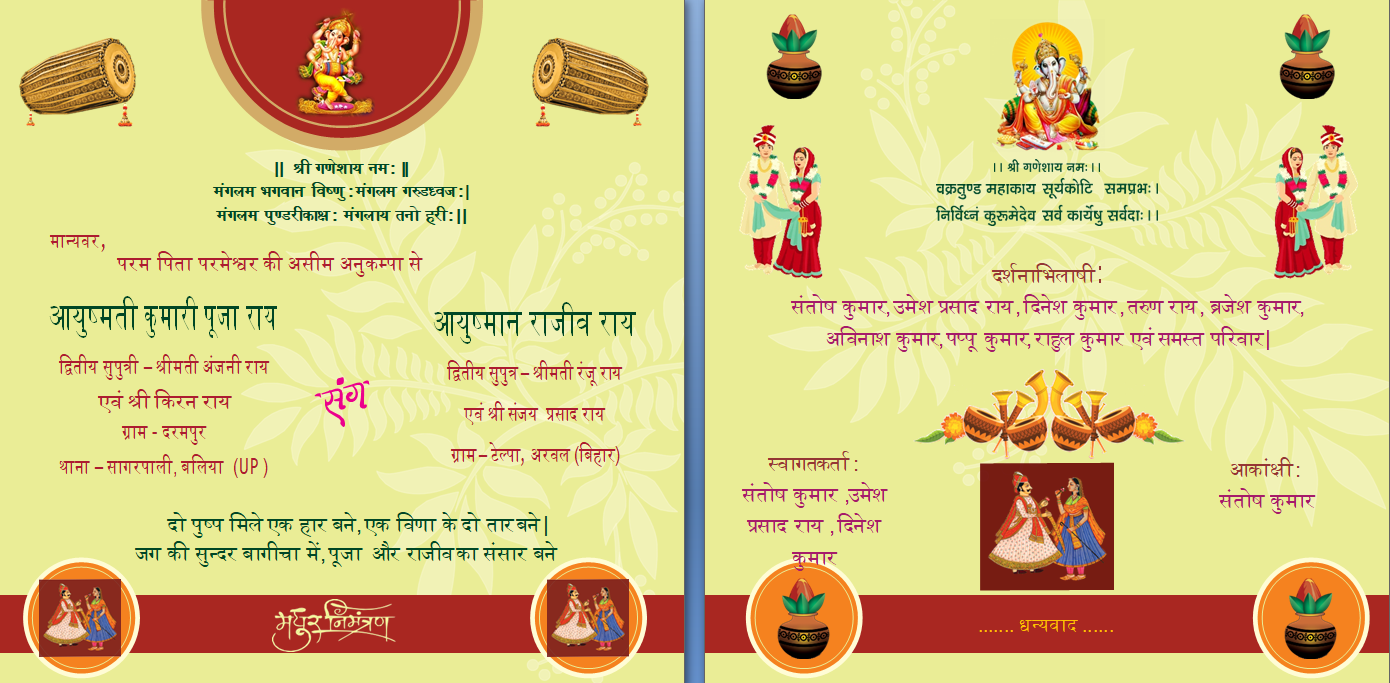 || श्री गणेशाय नम: ||
मंगलम भगवान विष्णु :मंगलम गरुडध्वज:|
मंगलम पुण्डरीकाक्ष: मंगलाय तनो हरी:||
मान्यवर,
परम पिता परमेश्वर की असीम अनुकम्पा से
आयुष्मती कुमारी पूजा राय
द्वितीय सुपुत्री – श्रीमती अंजनी राय
एवं श्री किरन राय
ग्राम - दरमपुर
थाना – सागरपाली, बलिया (UP )
संग
आयुष्मान राजीव राय
द्वितीय सुपुत्र – श्रीमती रंजू राय
एवं श्री संजय प्रसाद राय
ग्राम – टेल्पा, अरवल (बिहार)
दो पुष्प मिले एक हार बने, एक विणा के दो तार बने|
जग की सुन्दर बागीचा में, पूजा और राजीव का संसार बने
मधुर निमंत्रण
।। श्री गणेशाय नमः।।
वक्रतुण्ड महाकाय सूर्यकोटि समप्रभः।
निर्विघ्नं कुरूमेदेव सर्व कार्येषु सर्वदाः।।
दर्शनाभिलाषी:
संतोष कुमार, उमेश प्रसाद राय, दिनेश कुमार, तरुण राय, ब्रजेश कुमार,
अविनाश कुमार, पप्पू कुमार, राहुल कुमार एवं समस्त परिवार|
स्वागतकर्ता :
संतोष कुमार ,उमेश
प्रसाद राय , दिनेश
कुमार
आकांक्षी :
संतोष कुमार
....... धन्यवाद ......